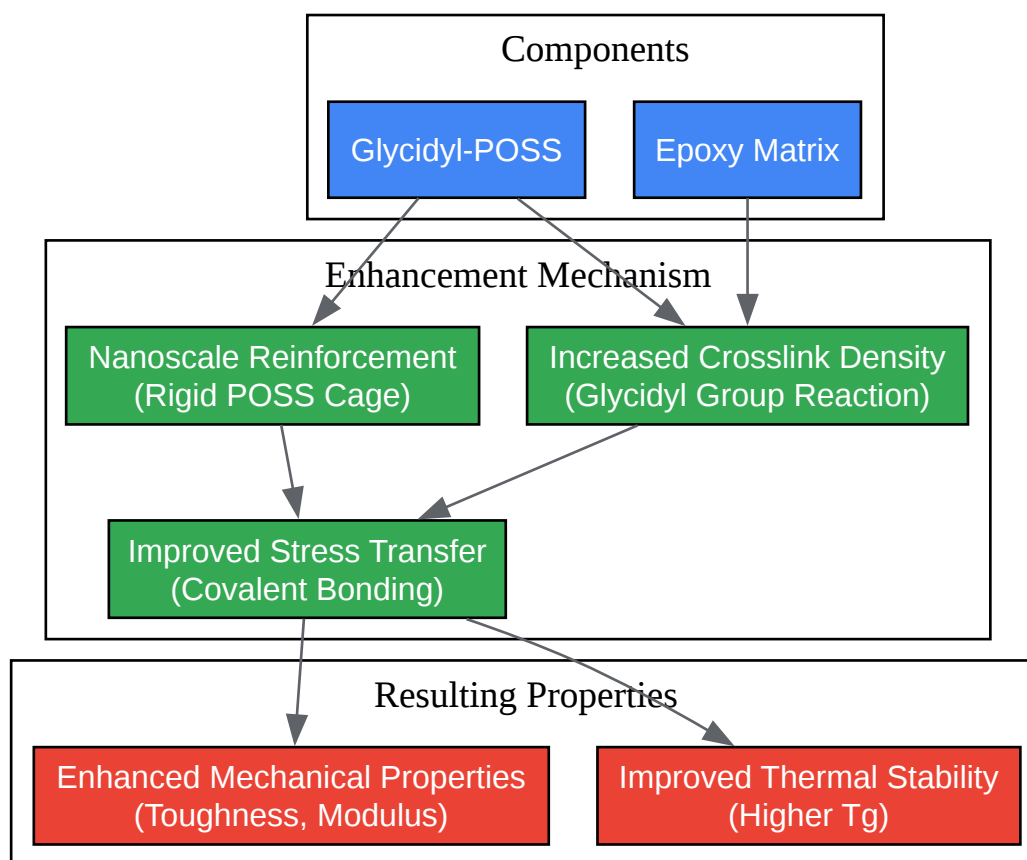 Components
Glycidyl-POSS
Epoxy Matrix
Enhancement Mechanism
Nanoscale Reinforcement
(Rigid POSS Cage)
Increased Crosslink Density
(Glycidyl Group Reaction)
Improved Stress Transfer
(Covalent Bonding)
Resulting Properties
Enhanced Mechanical Properties
(Toughness, Modulus)
Improved Thermal Stability
(Higher Tg)